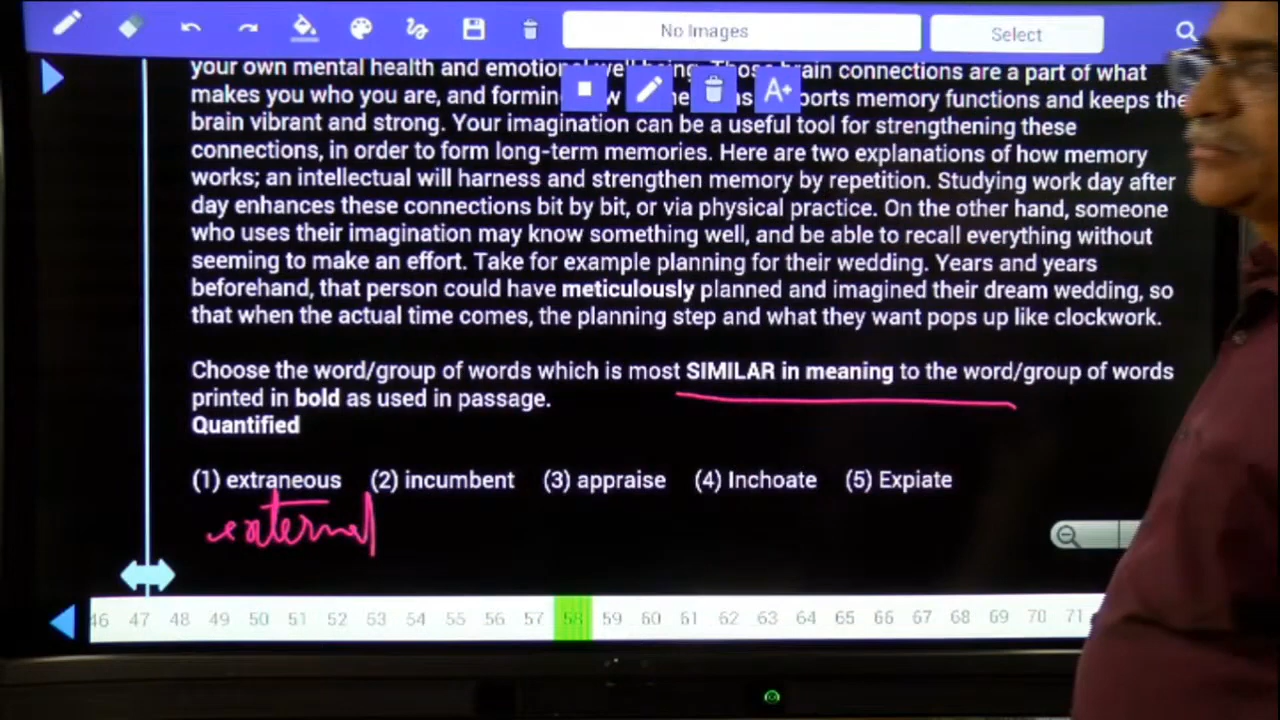 No Images
Select
your own mental health and emotional well being. Those brain connections are a part of what
makes you who you are, and forming supports memory functions and keeps the
A+
brain vibrant and strong. Your imagination can be a useful tool for strengthening these
connections, in order to form long-term memories. Here are two explanations of how memory
works; an intellectual will harness and strengthen memory by repetition. Studying work day after
day enhances these connections bit by bit, or via physical practice. On the other hand, someone
who uses their imagination may know something well, and be able to recall everything without
seeming to make an effort. Take for example planning for their wedding. Years and years
beforehand, that person could have meticulously planned and imagined their dream wedding, so
that when the actual time comes, the planning step and what they want pops up like clockwork.
Choose the word/group of words which is most SIMILAR in meaning to the word/group of words
printed in bold as used in passage.
Quantified
(1) extraneous (2) incumbent (3) appraise (4) Inchoate (5) Expiate
external
46 47 48 49 50 51 52 53 54 55 56 57 58 59 60 61 62 63 64 65 66 67 68 69 70 71